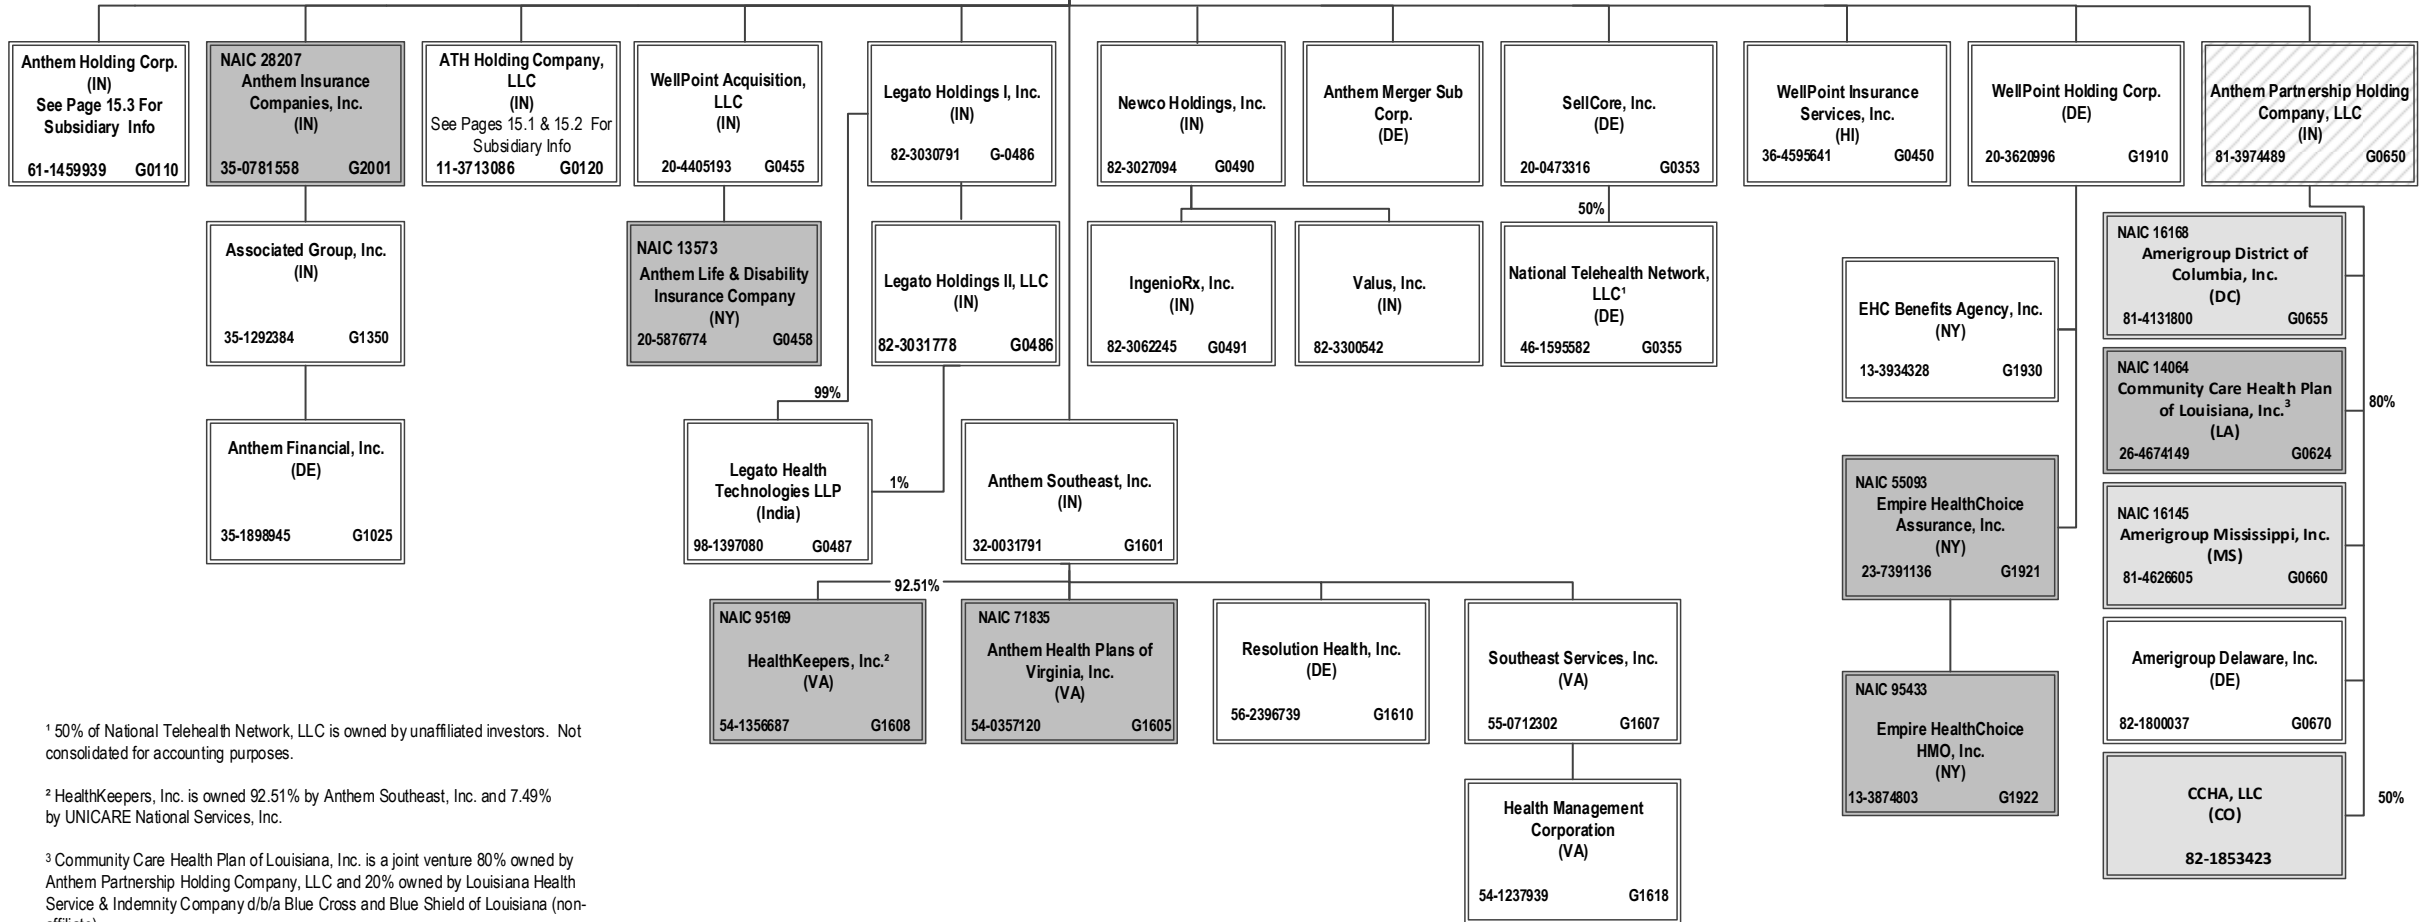 Anthem Holding Corp.
(IN)
See Page 15.3 For
Subsidiary Info
61-1459939 G0110
NAIC 28207
Anthem Insurance
Companies, Inc.
(IN)
35-0781558 G2001
ATH Holding Company,
LLC
(IN)
See Pages 15.1 & 15.2 For
Subsidiary Info
11-3713086 G0120
WellPoint Acquisition,
LLC
(IN)
20-4405193 G0455
Legato Holdings I, Inc.
(IN)
82-3030791 G-0486
Newco Holdings, Inc.
(IN)
82-3027094 G0490
Anthem Merger Sub
Corp.
(DE)
SellCore, Inc.
(DE)
20-0473316 G0353
WellPoint Insurance
Services, Inc.
(HI)
36-4595641 G0450
WellPoint Holding Corp.
(DE)
20-3620996 G1910
Anthem Partnership Holding
Company, LLC
(IN)
81-3974489 G0650
Associated Group, Inc.
(IN)
35-1292384 G1350
NAIC 13573
Anthem Life & Disability
Insurance Company
(NY)
20-5876774 G0458
Legato Holdings II, LLC
(IN)
82-3031778 G0486
IngenioRx, Inc.
(IN)
82-3062245 G0491
Valus, Inc.
(IN)
82-3300542
50%
National Telehealth Network,
LLC¹
(DE)
46-1595582 G0355
EHC Benefits Agency, Inc.
(NY)
13-3934328 G1930
NAIC 16168
Amerigroup District of
Columbia, Inc.
(DC)
81-4131800 G0655
NAIC 14064
Community Care Health Plan
of Louisiana, Inc.³
(LA)
26-4674149 G0624
80%
99%
Anthem Financial, Inc.
(DE)
35-1898945 G1025
Legato Health
Technologies LLP
(India)
98-1397080 G0487
1%
Anthem Southeast, Inc.
(IN)
32-0031791 G1601
NAIC 55093
Empire HealthChoice
Assurance, Inc.
(NY)
23-7391136 G1921
NAIC 16145
Amerigroup Mississippi, Inc.
(MS)
81-4626605 G0660
92.51%
NAIC 95169
HealthKeepers, Inc.²
(VA)
54-1356687 G1608
NAIC 71835
Anthem Health Plans of
Virginia, Inc.
(VA)
54-0357120 G1605
Resolution Health, Inc.
(DE)
56-2396739 G1610
Southeast Services, Inc.
(VA)
55-0712302 G1607
NAIC 95433
Empire HealthChoice
HMO, Inc.
(NY)
13-3874803 G1922
Amerigroup Delaware, Inc.
(DE)
82-1800037 G0670
CCHA, LLC
(CO)
82-1853423
50%
Health Management
Corporation
(VA)
54-1237939 G1618
¹ 50% of National Telehealth Network, LLC is owned by unaffiliated investors. Not
consolidated for accounting purposes.
² HealthKeepers, Inc. is owned 92.51% by Anthem Southeast, Inc. and 7.49%
by UNICARE National Services, Inc.
³ Community Care Health Plan of Louisiana, Inc. is a joint venture 80% owned by
Anthem Partnership Holding Company, LLC and 20% owned by Louisiana Health
Service & Indemnity Company d/b/a Blue Cross and Blue Shield of Louisiana (non-